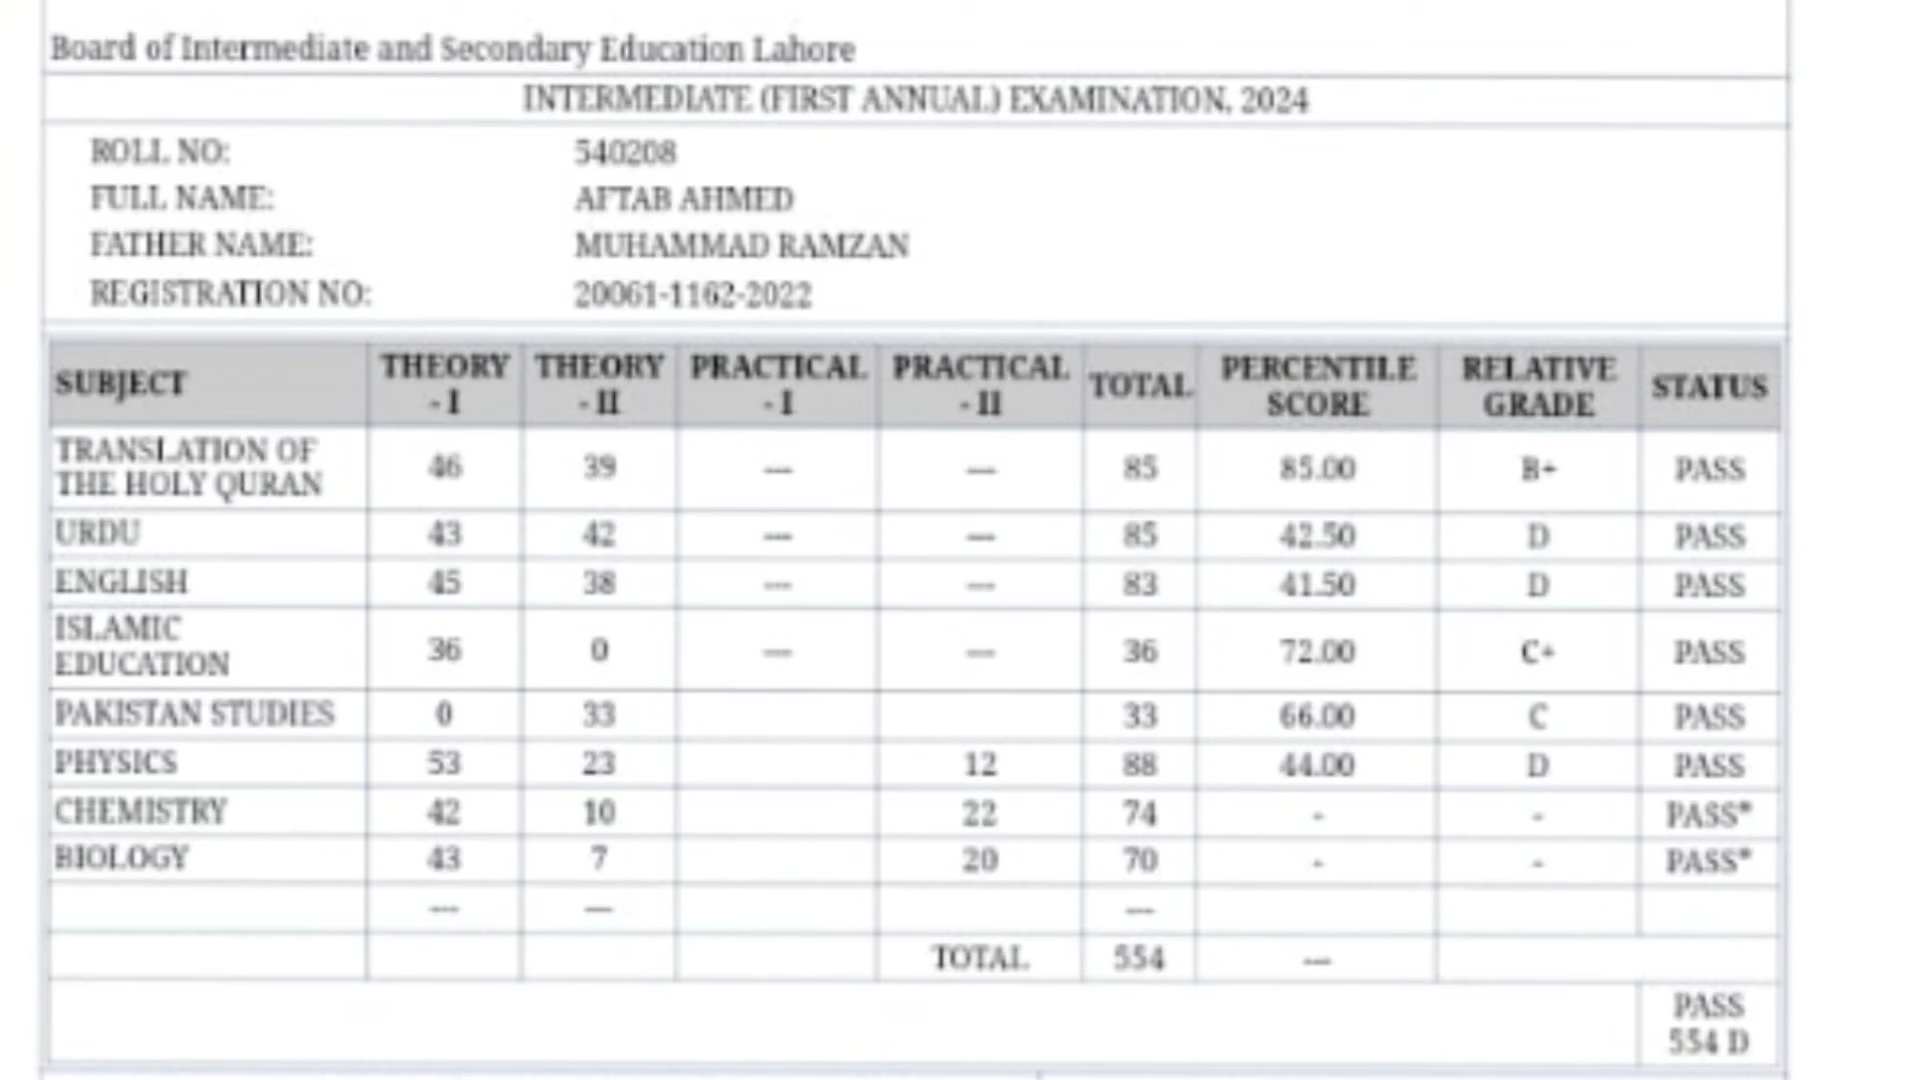 Board of Intermediate and Secondary Education Lahore
INTERMEDIATE (FIRST ANNUAL) EXAMINATION, 2024
ROLL NO: 540208
FULL NAME: AFTAB AHMED
FATHER NAME: MUHAMMAD RAMZAN
REGISTRATION NO: 20061-1162-2022
SUBJECT THEORY - I THEORY - II PRACTICAL - I PRACTICAL - II TOTAL PERCENTILE SCORE RELATIVE GRADE STATUS
TRANSLATION OF THE HOLY QURAN 46 39 --- --- 85 85.00 B+ PASS
URDU 43 42 --- --- 85 42.50 D PASS
ENGLISH 45 38 --- --- 83 41.50 D PASS
ISLAMIC EDUCATION 36 0 --- --- 36 72.00 C+ PASS
PAKISTAN STUDIES 0 33 33 66.00 C PASS
PHYSICS 53 23 12 88 44.00 D PASS
CHEMISTRY 42 10 22 74 - - PASS*
BIOLOGY 43 7 20 70 - - PASS*
--- --- ---
TOTAL 554 ---
PASS
554 D